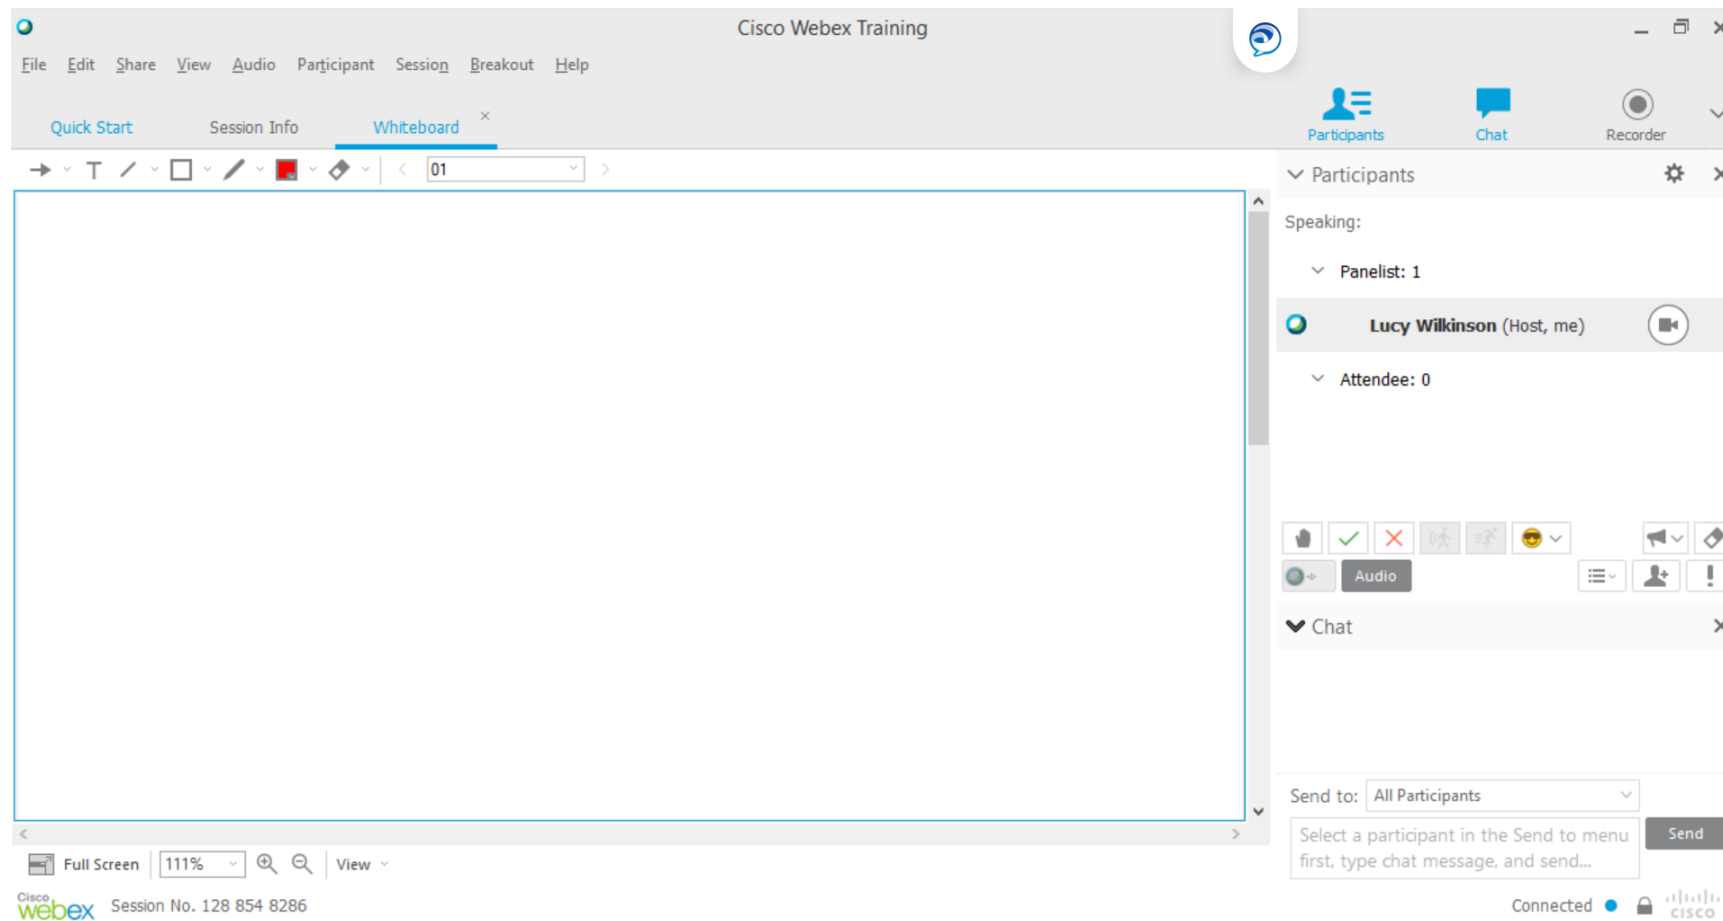 Cisco Webex Training
File Edit Share View Audio Participant Session Breakout Help
Quick Start Session Info Whiteboard
Participants Chat Recorder
T 01
Participants
Speaking:
Panelist: 1
Lucy Wilkinson (Host, me)
Attendee: 0
Audio
Chat
Send to: All Participants
Select a participant in the Send to menu
first, type chat message, and send...
Send
Full Screen 111% View
Cisco
webex Session No. 128 854 8286
Connected
CISCO